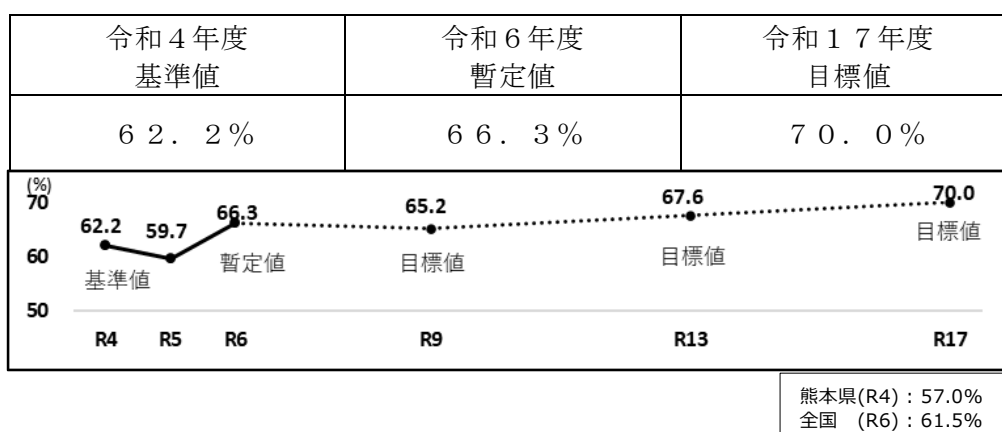 令和４年度
基準値
令和６年度
暫定値
令和１７年度
目標値
６２．２％
６６．３％
７０．０％
(%)
70
60
50
62.2
59.7
66.3
65.2
67.6
70.0
基準値
暫定値
目標値
目標値
目標値
R4
R5
R6
R9
R13
R17
熊本県(R4)：57.0%
全国　(R6)：61.5%